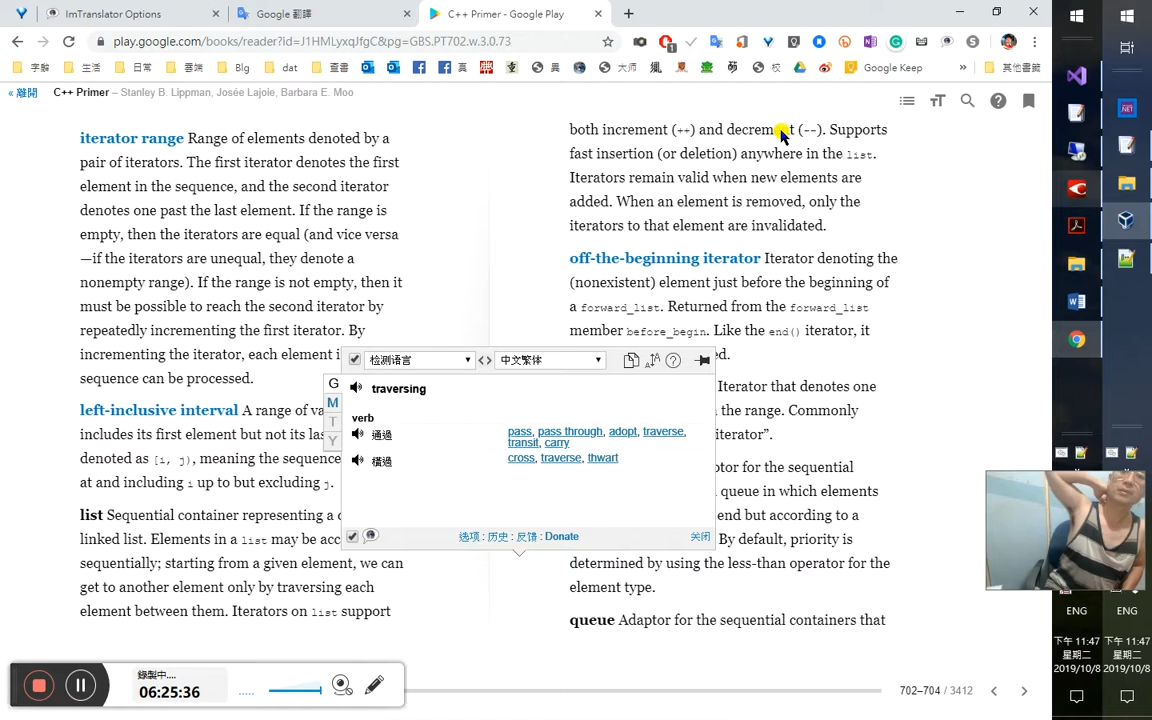 ImTranslator Options
Google 翻譯
C++ Primer - Google Play
play.google.com/books/reader?id=J1HMLyxqJfgC&pg=GBS.PT702.w.3.0.73
字辭
生活
日常
雲端
Blg
dat
查書
真
異
大师
校
Google Keep
»
其他書籤
« 離開
C++ Primer – Stanley B. Lippman, Josée Lajoie, Barbara E. Moo
iterator range Range of elements denoted by a
pair of iterators. The first iterator denotes the first
element in the sequence, and the second iterator
denotes one past the last element. If the range is
empty, then the iterators are equal (and vice versa
—if the iterators are unequal, they denote a
nonempty range). If the range is not empty, then it
must be possible to reach the second iterator by
repeatedly incrementing the first iterator. By
incrementing the iterator, each element i
sequence can be processed.
left-inclusive interval A range of va
includes its first element but not its las
denoted as [i, j), meaning the sequence
at and including i up to but excluding j.
list Sequential container representing a d
linked list. Elements in a list may be acc
sequentially; starting from a given element, we can
get to another element only by traversing each
element between them. Iterators on list support
both increment (++) and decrement (--). Supports
fast insertion (or deletion) anywhere in the list.
Iterators remain valid when new elements are
added. When an element is removed, only the
iterators to that element are invalidated.
off-the-beginning iterator Iterator denoting the
(nonexistent) element just before the beginning of
a forward_list. Returned from the forward_list
member before_begin. Like the end() iterator, it
d.
Iterator that denotes one
the range. Commonly
iterator”.
ptor for the sequential
queue in which elements
end but according to a
By default, priority is
determined by using the less-than operator for the
element type.
queue Adaptor for the sequential containers that
检测语言
中文繁体
G
M
T
Y
traversing
verb
通過
pass, pass through, adopt, traverse,
transit, carry
橫過
cross, traverse, thwart
选项 : 历史 : 反馈 : Donate
关闭
錄製中....
06:25:36
702–704 / 3412
ENG
下午 11:47
星期二
2019/10/8
ENG
下午 11:47
星期二
2019/10/8